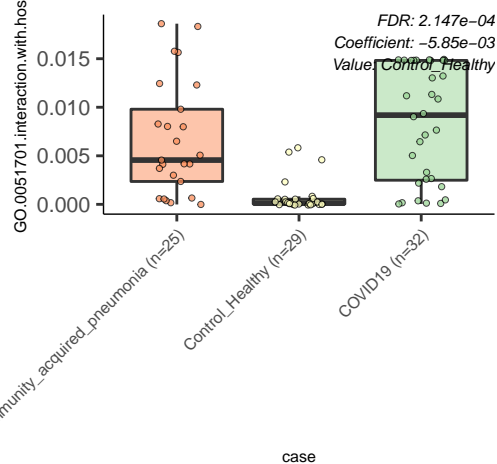 FDR: 2.147e−04
Coefficient: −5.85e−03
Value: Control_Healthy
GO.0051701.interaction.with.hos
0.015
0.010
0.005
0.000
munity_acquired_pneumonia (n=25)
Control_Healthy (n=29)
COVID19 (n=32)
case